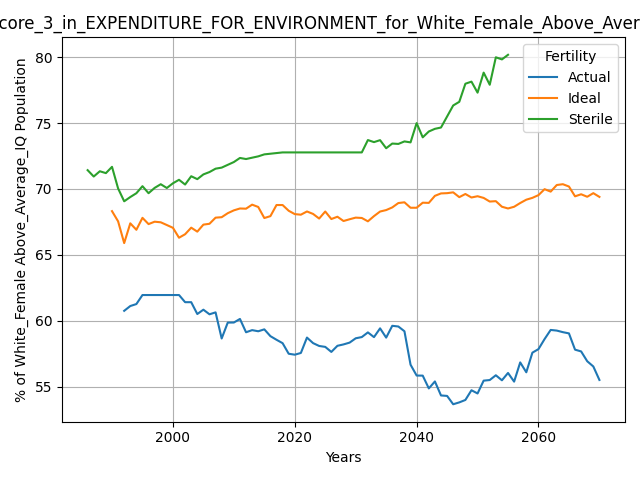 core_3_in_EXPENDITURE_FOR_ENVIRONMENT_for_White_Female_Above_Aver
% of White_Female Above_Average_IQ Population
80
75
70
65
60
55
Fertility
Actual
Ideal
Sterile
2000
2020
2040
2060
Years